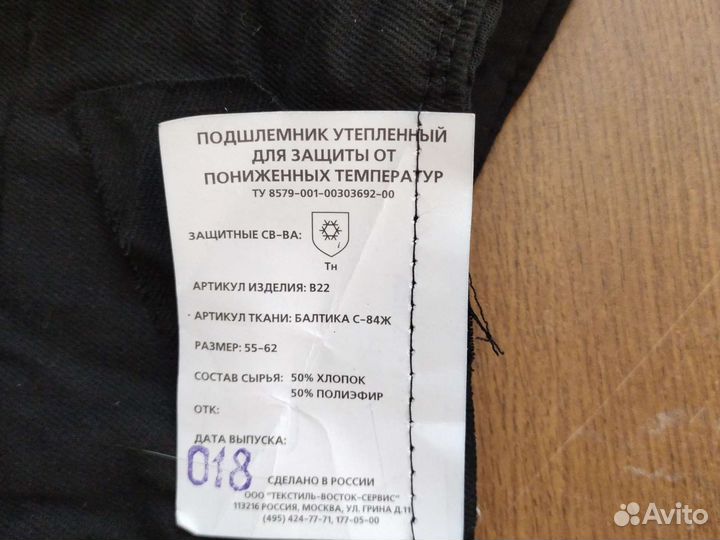 ПОДШЛЕМНИК УТЕПЛЕННЫЙ
ДЛЯ ЗАЩИТЫ ОТ
ПОНИЖЕННЫХ ТЕМПЕРАТУР
ТУ 8579-001-00303692-00
ЗАЩИТНЫЕ СВ-ВА:
i
Тн
АРТИКУЛ ИЗДЕЛИЯ: В22
АРТИКУЛ ТКАНИ: БАЛТИКА С-84Ж
РАЗМЕР: 55-62
СОСТАВ СЫРЬЯ: 50% ХЛОПОК
50% ПОЛИЭФИР
ОТК:
ДАТА ВЫПУСКА:
018
СДЕЛАНО В РОССИИ
ООО "ТЕКСТИЛЬ-ВОСТОК-СЕРВИС"
113216 РОССИЯ, МОСКВА, УЛ. ГРИНА Д.11
(495) 424-77-71, 177-05-00
Avito